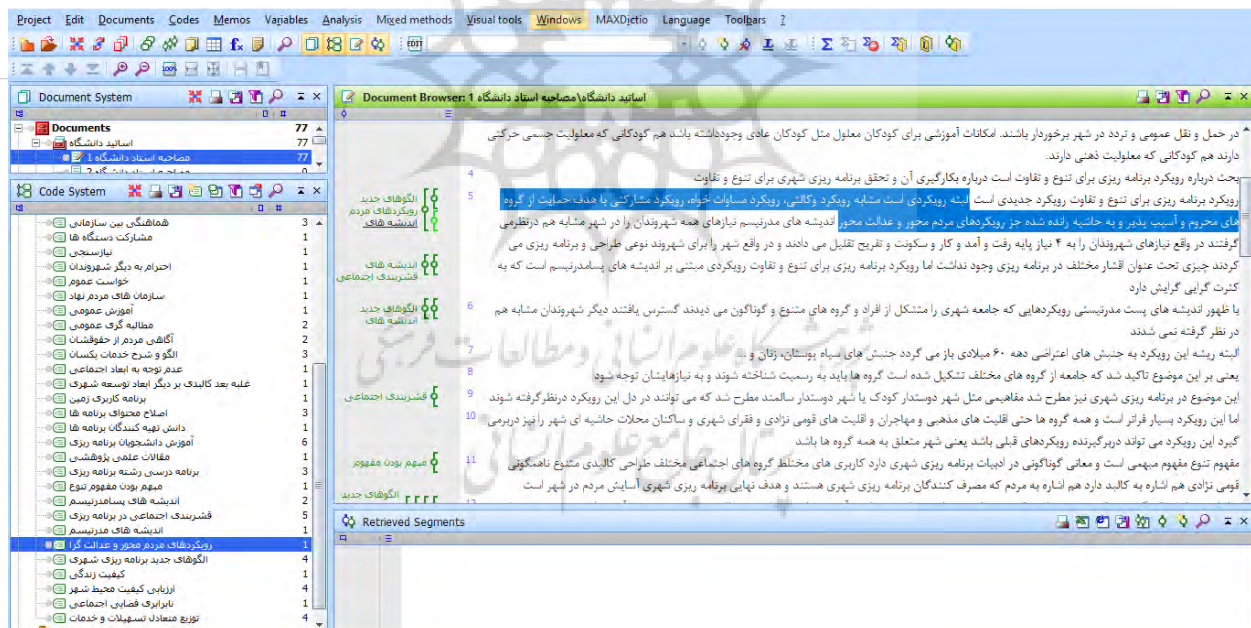 Project Edit Documents Codes Memos Variables Analysis Mixed methods Visual tools Windows MAXDictio Language Toolbars ?
Document System
Documents 77
اساتید دانشگاه 77
مصاحبه استاد دانشگاه 1 77
Code System
هماهنگی بین سازمانی 3
مشارکت دستگاه ها 1
نیازسنجی 1
احترام به دیگر شهروندان 1
خواست عموم 1
سازمان های مردم نهاد 1
آموزش عمومی 1
مطالبه گری عمومی 2
آگاهی مردم از حقوقشان 2
الگو و شرح خدمات یکسان 3
عدم توجه به ابعاد اجتماعی 1
غلبه بعد کالبدی بر دیگر ابعاد توسعه شهری 1
برنامه کاربری زمین 1
اصلاح محتوای برنامه ها 3
دانش تهیه کنندگان برنامه ها 1
آموزش دانشجویان برنامه ریزی 6
مقالات علمی پژوهشی 1
برنامه درسی رشته برنامه ریزی 3
مبهم بودن مفهوم تنوع 1
اندیشه های پسامدرنیسم 2
قشربندی اجتماعی در برنامه ریزی 5
اندیشه های مدرنیسم 1
رویکردهای مردم محور و عدالت گرا 1
الگوهای جدید برنامه ریزی شهری 4
کیفیت زندگی 1
ارزیابی کیفیت محیط شهر 4
نابرابری فضایی اجتماعی 1
توزیع متعادل تسهیلات و خدمات 4
Document Browser: اساتید دانشگاه\مصاحبه استاد دانشگاه 1
در حمل و نقل عمومی و تردد در شهر برخوردار باشند. امکانات آموزشی برای کودکان معلول مثل کودکان عادی وجودداشته باشد هم کودکانی که معلولیت جسمی حرکتی
دارند هم کودکانی که معلولیت ذهنی دارند.
4 بحث درباره رویکرد برنامه ریزی برای تنوع و تفاوت است درباره بکارگیری آن و تحقق برنامه ریزی شهری برای تنوع و تفاوت
5 رویکرد برنامه ریزی برای تنوع و تفاوت رویکرد جدیدی است البته رویکردی است مشابه رویکرد وکالتی، رویکرد مساوات خواه، رویکرد مشارکتی با هدف حمایت از گروه
های محروم و آسیب پذیر و به حاشیه رانده شده جز رویکردهای مردم محور و عدالت محور اندیشه های مدرنیسم نیازهای همه شهروندان را در شهر مشابه هم درنظرمی
گرفتند در واقع نیازهای شهروندان را به ۴ نیاز پایه رفت و آمد و کار و سکونت و تفریح تقلیل می دادند و در واقع شهر را برای شهروند نوعی طراحی و برنامه ریزی می
کردند چیزی تحت عنوان اقشار مختلف در برنامه ریزی وجود نداشت اما رویکرد برنامه ریزی برای تنوع و تفاوت رویکردی مبتنی بر اندیشه های پسامدرنیسم است که به
کثرت گرایی گرایش دارد
6 با ظهور اندیشه های پست مدرنیستی رویکردهایی که جامعه شهری را متشکل از افراد و گروه های متنوع و گوناگون می دیدند گسترس یافتند دیگر شهروندان مشابه هم
در نظر گرفته نمی شدند
7 البته ریشه این رویکرد به جنبش های اعتراضی دهه ۶۰ میلادی باز می گردد جنبش های سیاه پوستان، زنان و ...
8 یعنی بر این موضوع تاکید شد که جامعه از گروه های مختلف تشکیل شده است گروه ها باید به رسمیت شناخته شوند و به نیازهایشان توجه شود
9 این موضوع در برنامه ریزی شهری نیز مطرح شد مفاهیمی مثل شهر دوستدار کودک یا شهر دوستدار سالمند مطرح شد که می توانند در دل این رویکرد درنظرگرفته شوند
10 اما این رویکرد بسیار فراتر است و همه گروه ها حتی اقلیت های مذهبی و مهاجران و اقلیت های قومی نژادی و فقرای شهری و ساکنان محلات حاشیه ای شهر را نیز دربرمی
گیرد این رویکرد می تواند دربرگیرنده رویکردهای قبلی باشد یعنی شهر متعلق به همه گروه ها باشد
11 مفهوم تنوع مفهوم مبهمی است و معانی گوناگونی در ادبیات برنامه ریزی شهری دارد کاربری های مختلط گروه های اجتماعی مختلف طراحی کالبدی متنوع ناهمگونی
قومی نژادی هم اشاره به کالبد دارد هم اشاره به مردم که مصرف کنندگان برنامه ریزی شهری هستند و هدف نهایی برنامه ریزی شهری آسایش مردم در شهر است
الگوهای جدید
رویکردهای مردم
اندیشه های
اندیشه های
قشربندی اجتماعی
الگوهای جدید
اندیشه های
قشربندی اجتماعی
مبهم بودن مفهوم
الگوهای جدید
Retrieved Segments
پژوهشگاه علوم انسانی و مطالعات فرهنگی
پرتال جامع علوم انسانی